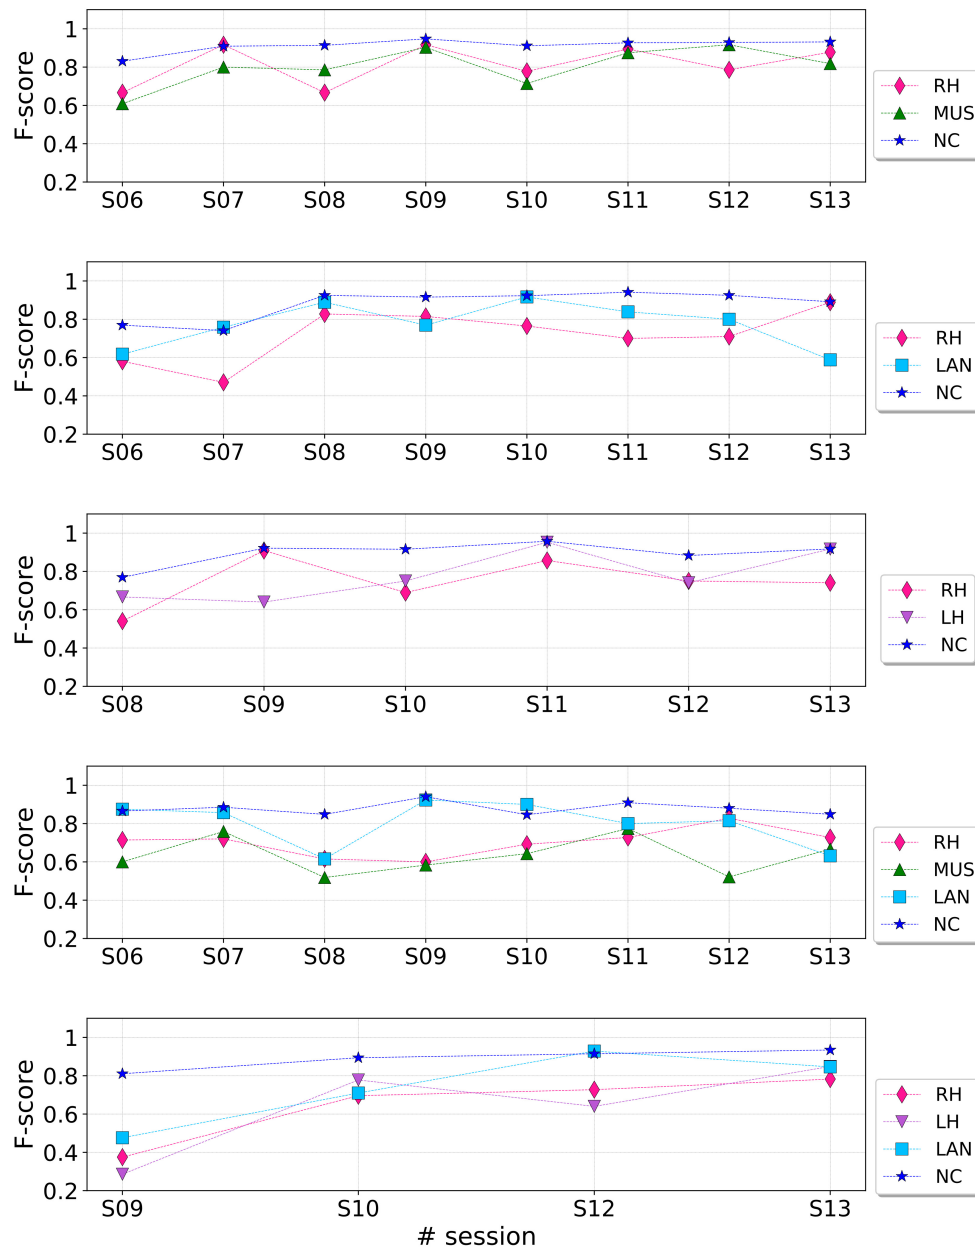 1
0.8
0.6
0.4
0.2
F-score
S06 S07 S08 S09 S10 S11 S12 S13
RH
MUS
NC
1
0.8
0.6
0.4
0.2
F-score
S06 S07 S08 S09 S10 S11 S12 S13
RH
LAN
NC
1
0.8
0.6
0.4
0.2
F-score
S08 S09 S10 S11 S12 S13
RH
LH
NC
1
0.8
0.6
0.4
0.2
F-score
S06 S07 S08 S09 S10 S11 S12 S13
RH
MUS
LAN
NC
1
0.8
0.6
0.4
0.2
F-score
S09 S10 S12 S13
# session
RH
LH
LAN
NC